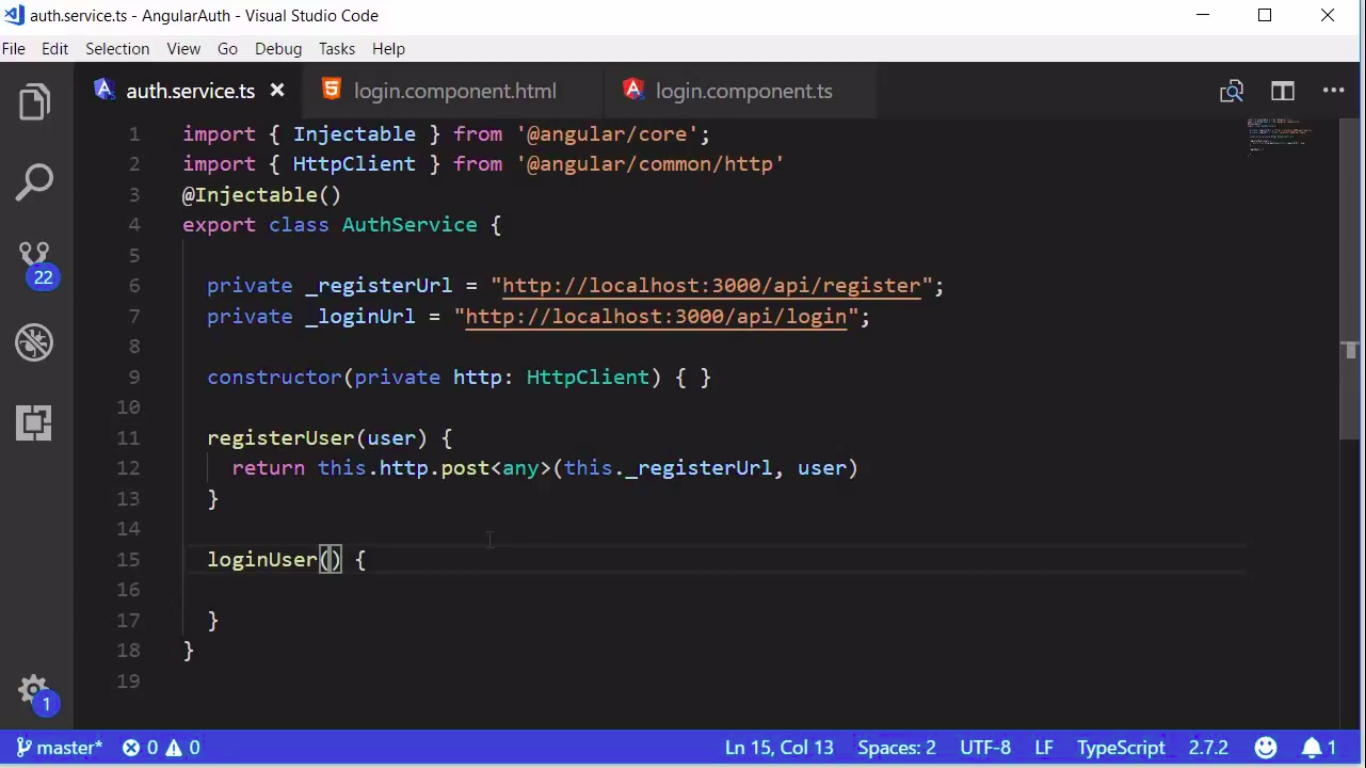 auth.service.ts - AngularAuth - Visual Studio Code
File Edit Selection View Go Debug Tasks Help
auth.service.ts login.component.html login.component.ts
1 import { Injectable } from '@angular/core';
2 import { HttpClient } from '@angular/common/http'
3 @Injectable()
4 export class AuthService {
5
6 private _registerUrl = "http://localhost:3000/api/register";
7 private _loginUrl = "http://localhost:3000/api/login";
8
9 constructor(private http: HttpClient) { }
10
11 registerUser(user) {
12 return this.http.post<any>(this._registerUrl, user)
13 }
14
15 loginUser() {
16
17 }
18 }
19
22
1
master* 0 0 Ln 15, Col 13 Spaces: 2 UTF-8 LF TypeScript 2.7.2 1